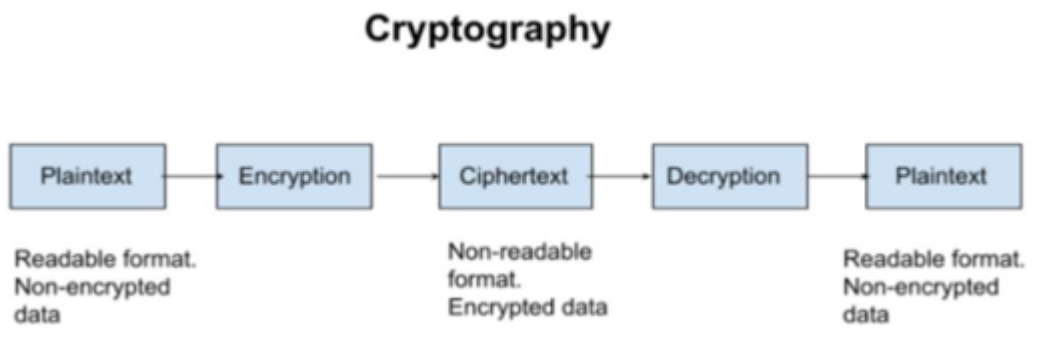 Cryptography
Plaintext
Encryption
Ciphertext
Decryption
Plaintext
Readable format.
Non-encrypted
data
Non-readable
format.
Encrypted data
Readable format.
Non-encrypted
data